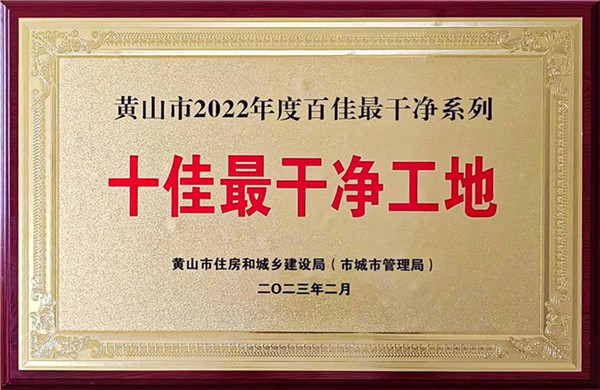 黄山市2022年度百佳最干净系列
十佳最干净工地
黄山市住房和城乡建设局（市城市管理局）
二〇二三年二月